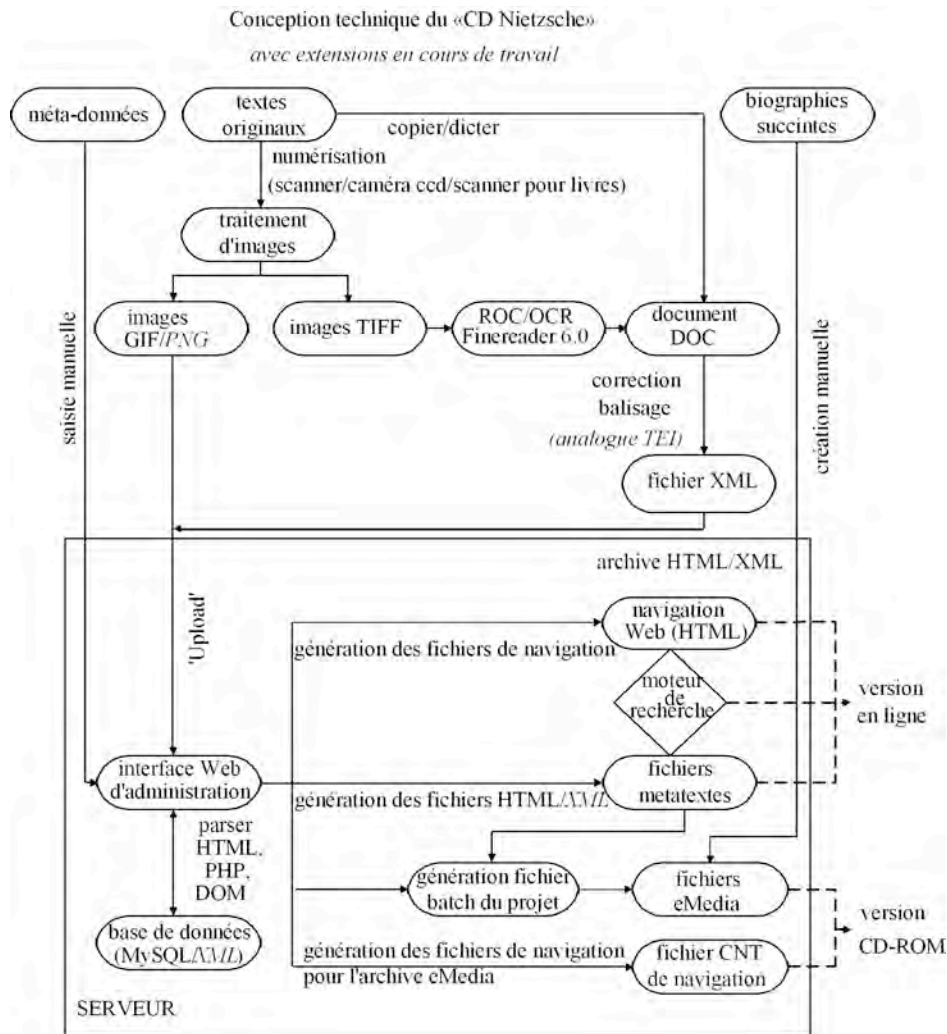 Conception technique du «CD Nietzsche»
avec extensions en cours de travail
méta-données
textes
originaux
biographies
succintes
copier/dicter
numérisation
(scanner/caméra ccd/scanner pour livres)
traitement
d'images
images
GIF/PNG
images TIFF
ROC/OCR
Finereader 6.0
document
DOC
saisie manuelle
création manuelle
correction
balisage
(analogue TEI)
fichier XML
archive HTML/XML
'Upload'
navigation
Web (HTML)
génération des fichiers de navigation
moteur
de
recherche
version
en ligne
interface Web
d'administration
fichiers
metatextes
génération des fichiers HTML/XML
parser
HTML,
PHP,
DOM
génération fichier
batch du projet
fichiers
eMedia
version
CD-ROM
base de données
(MySQL/XML)
génération des fichiers de navigation
pour l'archive eMedia
fichier CNT
de navigation
SERVEUR